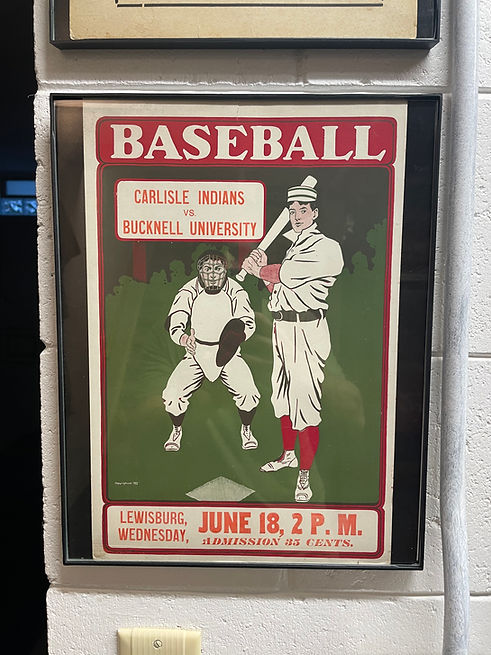 BASEBALL
CARLISLE INDIANS
VS.
BUCKNELL UNIVERSITY
LEWISBURG,
WEDNESDAY,
JUNE 18, 2 P. M.
ADMISSION 35 CENTS.